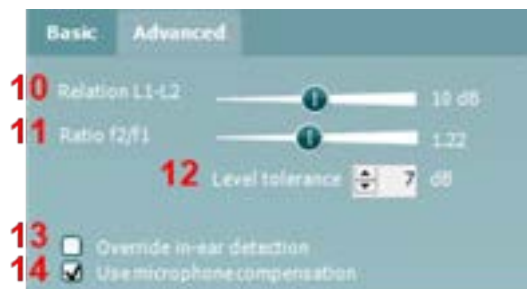 Basic Advanced
10 Relation L1-L2 10 dB
11 Ratio f2/f1 1.22
12 Level tolerance 7 dB
13 Override in-ear detection
14 Use microphone compensation